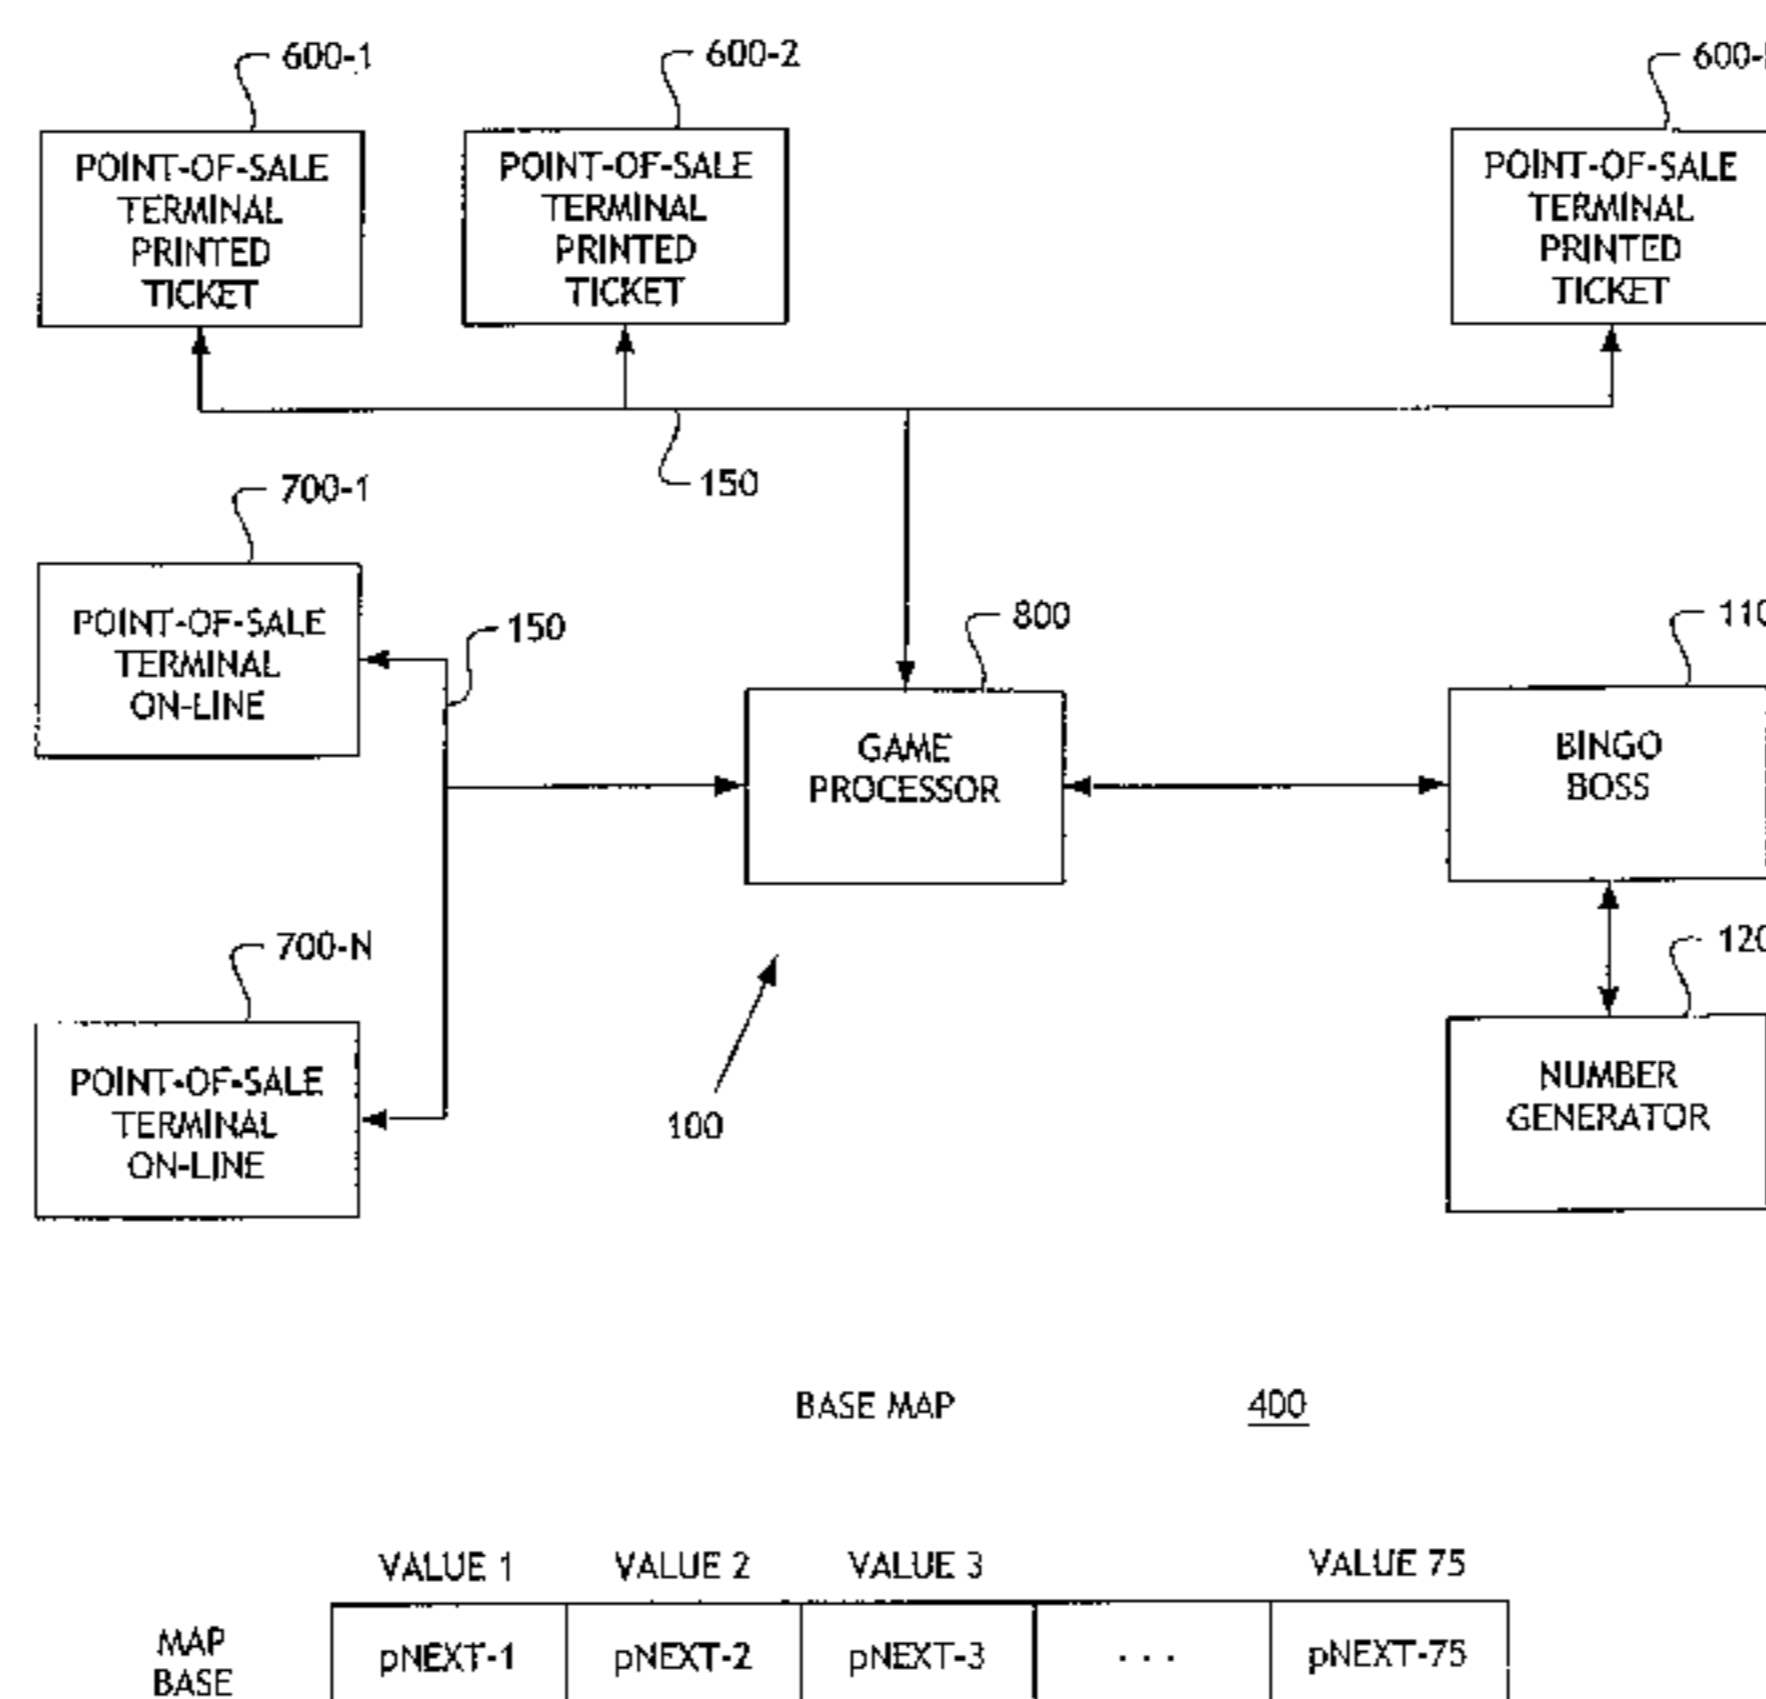 600-1
600-2
600-
POINT-OF-SALE
TERMINAL
PRINTED
TICKET
POINT-OF-SALE
TERMINAL
PRINTED
TICKET
POINT-OF-SALE
TERMINAL
PRINTED
TICKET
150
700-1
POINT-OF-SALE
TERMINAL
ON-LINE
150
800
GAME
PROCESSOR
110
BINGO
BOSS
700-N
POINT-OF-SALE
TERMINAL
ON-LINE
100
120
NUMBER
GENERATOR
BASE MAP 400
VALUE 1 VALUE 2 VALUE 3 VALUE 75
MAP
BASE
pNEXT-1 pNEXT-2 pNEXT-3 . . . pNEXT-75